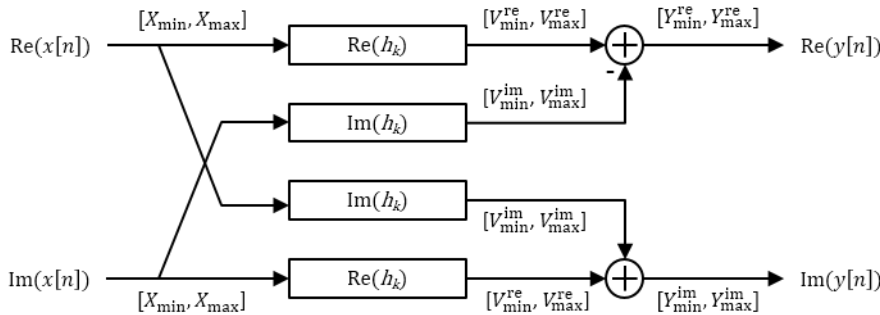 [X_min, X_max]
[V_min^re, V_max^re]
[Y_min^re, Y_max^re]
Re(x[n])
Re(h_k)
+
Re(y[n])
-
[V_min^im, V_max^im]
Im(h_k)
Im(h_k)
[V_min^im, V_max^im]
Im(x[n])
Re(h_k)
+
Im(y[n])
[X_min, X_max]
[V_min^re, V_max^re]
[Y_min^im, Y_max^im]